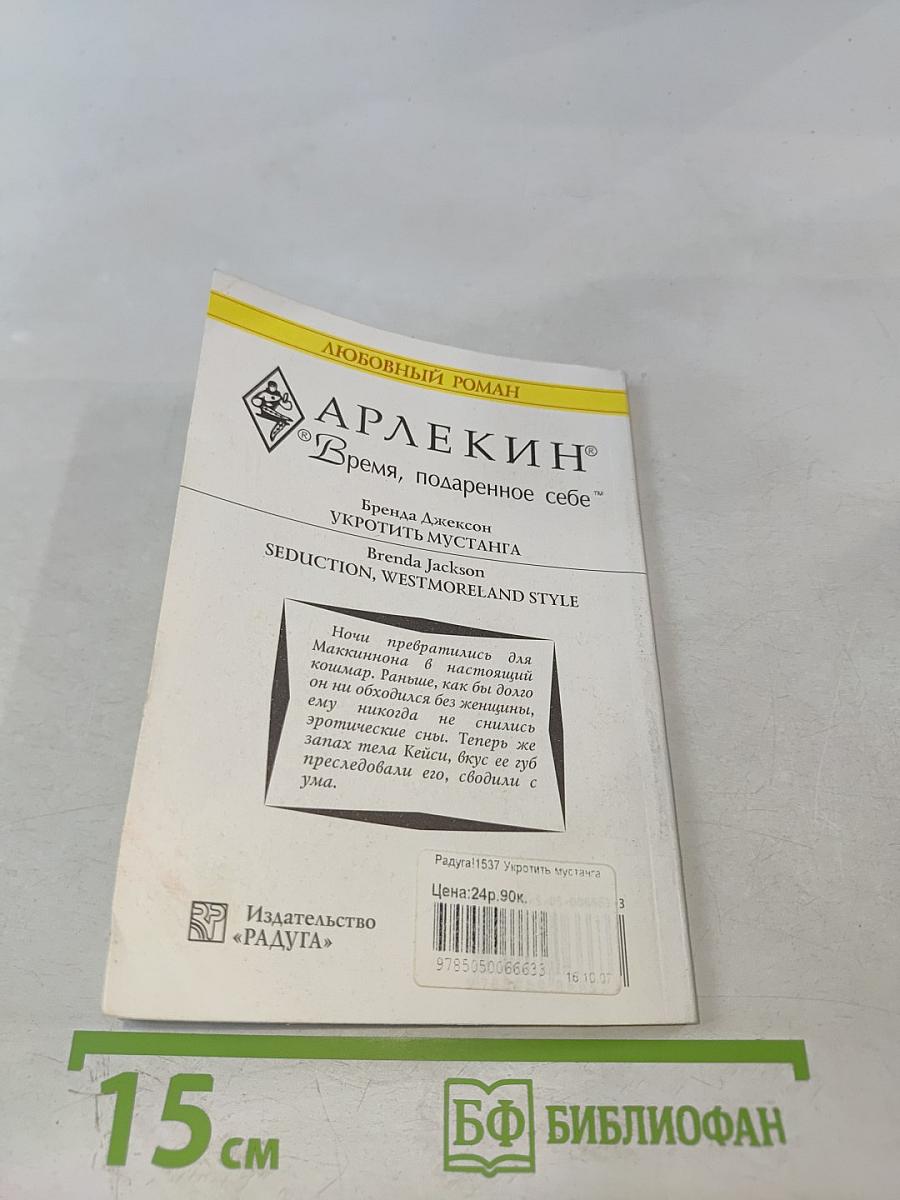 ЛЮБОВНЫЙ РОМАН
АРЛЕКИН®
® Время, подаренное себе™
Бренда Джексон
УКРОТИТЬ МУСТАНГА
Brenda Jackson
SEDUCTION, WESTMORELAND STYLE
Ночи превратились для
Маккиннона в настоящий
кошмар. Раньше, как бы долго
он ни обходился без женщины,
ему никогда не снились
эротические сны. Теперь же
запах тела Кейси, вкус ее губ
преследовали его, сводили с
ума.
Издательство
«РАДУГА»
Радуга!1537 Укротить мустанга
Цена:24р.90к.
3
9785050066633
16.10.07
15 см
БФ БИБЛИОФАН